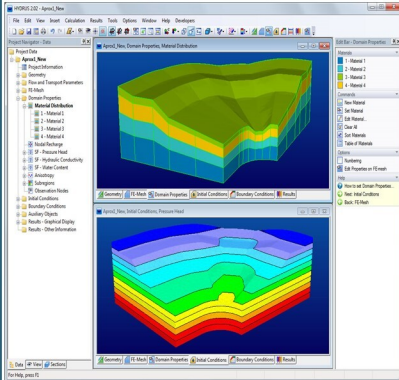 HYDRUS 2.02 - Aprox1_New
File Edit View Insert Calculation Results Tools Options Window Help Developers
Project Navigator - Data
Project Data
Aprox1_New
Project Information
Geometry
Flow and Transport Parameters
FE-Mesh
Domain Properties
Material Distribution
1 - Material 1
2 - Material 2
3 - Material 3
4 - Material 4
Nodal Recharge
SF - Pressure Head
SF - Hydraulic Conductivity
SF - Water Content
Anisotropy
Subregions
Observation Nodes
Initial Conditions
Boundary Conditions
Auxiliary Objects
Results - Graphical Display
Results - Other Information
Data View Sections
For Help, press F1
Aprox1_New, Domain Properties, Material Distribution
Geometry FE-Mesh Domain Properties Initial Conditions Boundary Conditions Results
Aprox1_New, Initial Conditions, Pressure Head
Geometry FE-Mesh Domain Properties Initial Conditions Boundary Conditions Results
Edit Bar - Domain Properties
Materials
1 - Material 1
2 - Material 2
3 - Material 3
4 - Material 4
Commands
New Material
Set Material
Edit Material...
Clear All
Sort Materials
Table of Materials
Options
Numbering
Edit Properties on FE-mesh
Help
How to set Domain Properties...
Next: Initial Conditions
Back: FE-Mesh